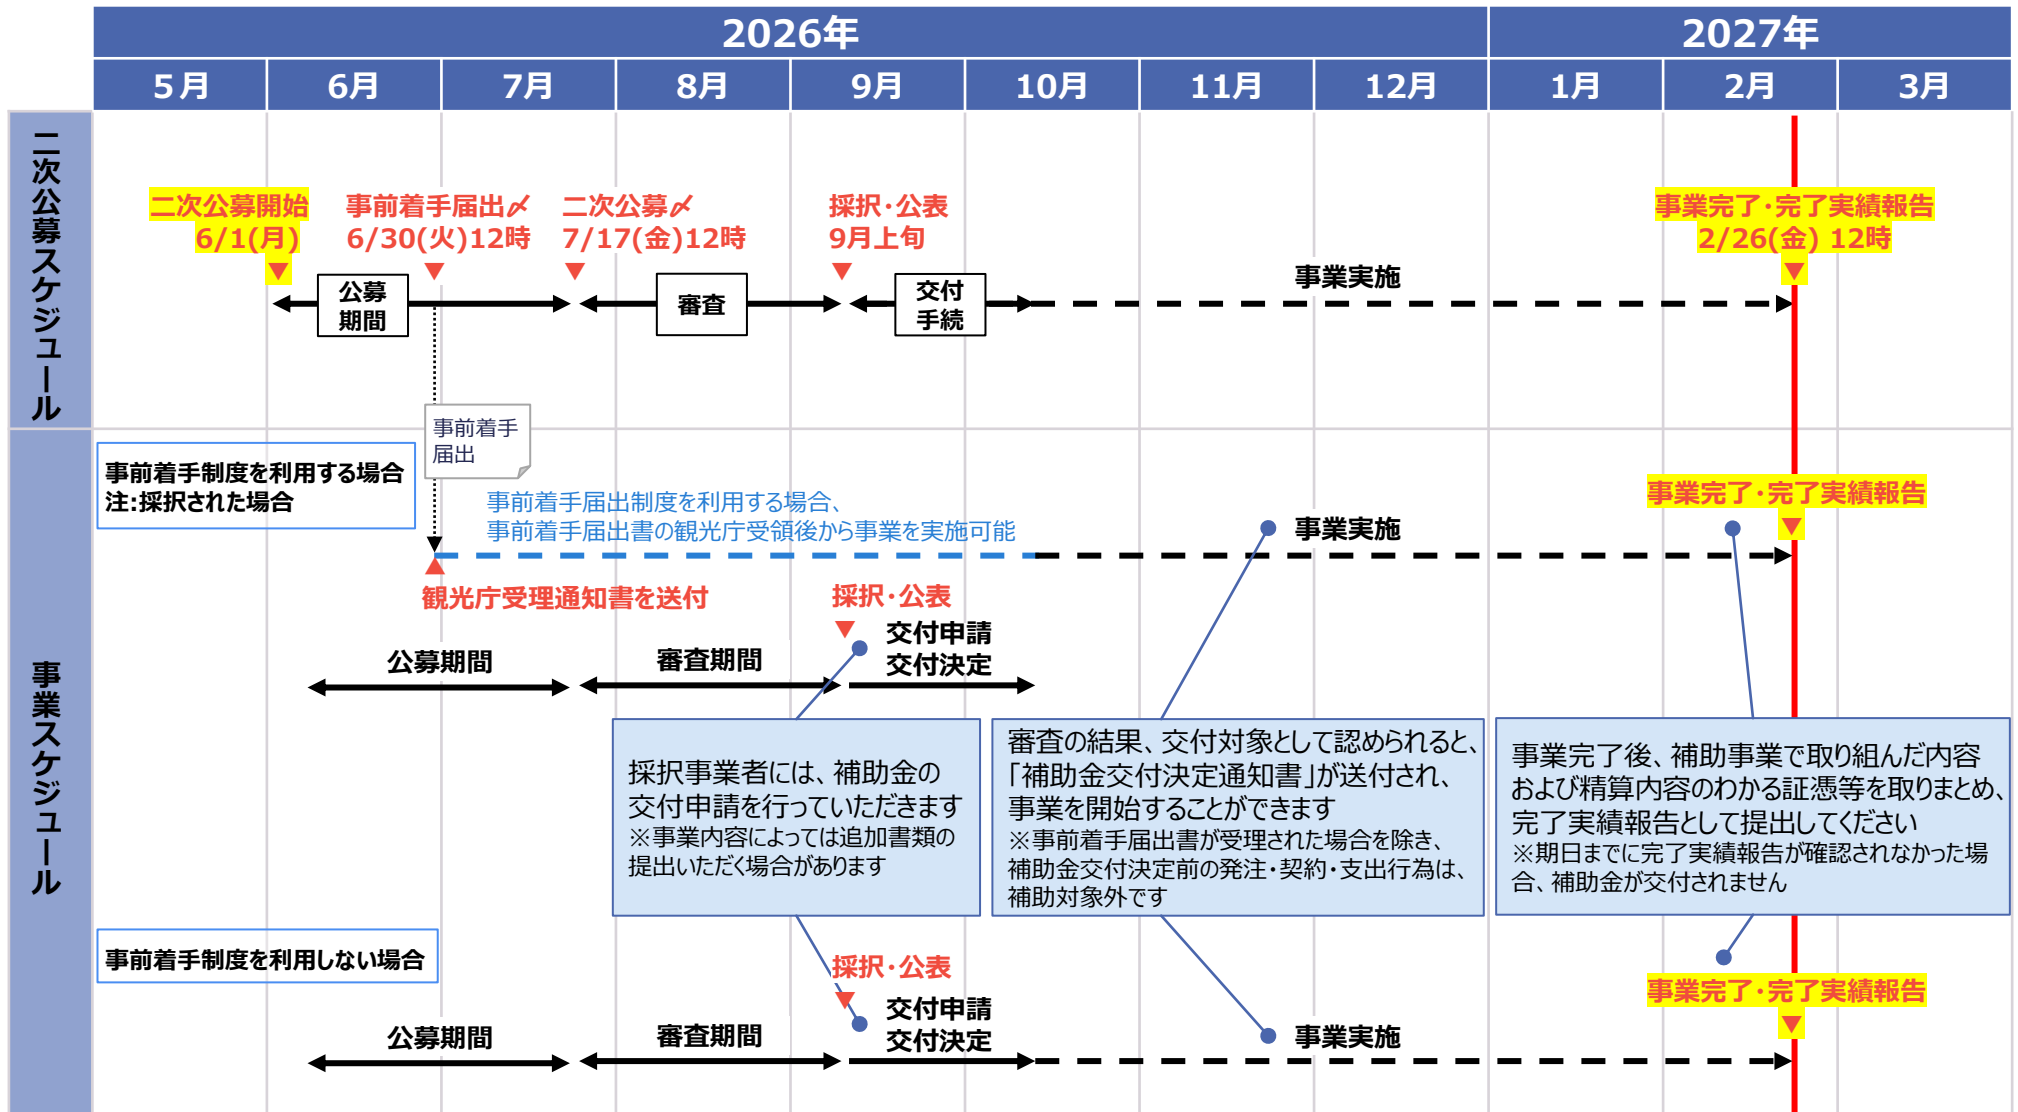 2026年
2027年
5月
6月
7月
8月
9月
10月
11月
12月
1月
2月
3月
二次公募スケジュール
二次公募開始
6/1(月)
事前着手届出〆
6/30(火)12時
二次公募〆
7/17(金)12時
採択・公表
9月上旬
事業完了・完了実績報告
2/26(金) 12時
公募
期間
審査
交付
手続
事業実施
事前着手
届出
事業スケジュール
事前着手制度を利用する場合
注:採択された場合
事前着手届出制度を利用する場合、
事前着手届出書の観光庁受領後から事業を実施可能
事業実施
事業完了・完了実績報告
観光庁受理通知書を送付
採択・公表
公募期間
審査期間
交付申請
交付決定
採択事業者には、補助金の
交付申請を行っていただきます
※事業内容によっては追加書類の
提出いただく場合があります
審査の結果、交付対象として認められると、
「補助金交付決定通知書」が送付され、
事業を開始することができます
※事前着手届出書が受理された場合を除き、
補助金交付決定前の発注・契約・支出行為は、
補助対象外です
事業完了後、補助事業で取り組んだ内容
および精算内容のわかる証憑等を取りまとめ、
完了実績報告として提出してください
※期日までに完了実績報告が確認されなかった場
合、補助金が交付されません
事前着手制度を利用しない場合
採択・公表
事業完了・完了実績報告
公募期間
審査期間
交付申請
交付決定
事業実施